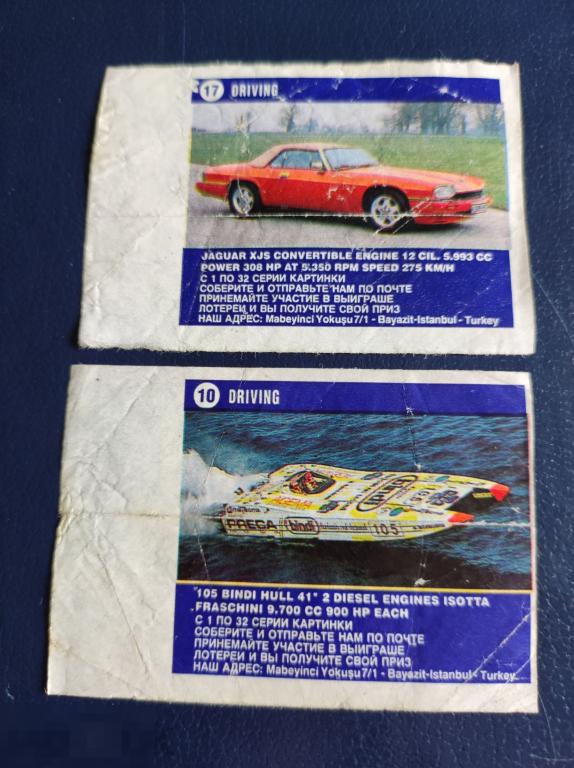 17 DRIVING
JAGUAR XJS CONVERTIBLE ENGINE 12 CIL. 5.993 CC
POWER 308 HP AT 5.350 RPM SPEED 275 KM/H
С 1 ПО 32 СЕРИИ КАРТИНКИ
СОБЕРИТЕ И ОТПРАВЬТЕ НАМ ПО ПОЧТЕ
ПРИНЕМАЙТЕ УЧАСТИЕ В ВЫИГРАШЕ
ЛОТЕРЕИ И ВЫ ПОЛУЧИТЕ СВОЙ ПРИЗ
НАШ АДРЕС: Mabeyinci Yokuşu 7/1 - Bayazit-Istanbul - Turkey
10 DRIVING
PREGA bindi 105
105 BINDI HULL 41" 2 DIESEL ENGINES ISOTTA
FRASCHINI 9.700 CC 900 HP EACH
С 1 ПО 32 СЕРИИ КАРТИНКИ
СОБЕРИТЕ И ОТПРАВЬТЕ НАМ ПО ПОЧТЕ
ПРИНЕМАЙТЕ УЧАСТИЕ В ВЫИГРАШЕ
ЛОТЕРЕИ И ВЫ ПОЛУЧИТЕ СВОЙ ПРИЗ
НАШ АДРЕС: Mabeyinci Yokuşu 7/1 - Bayazit-Istanbul - Turkey